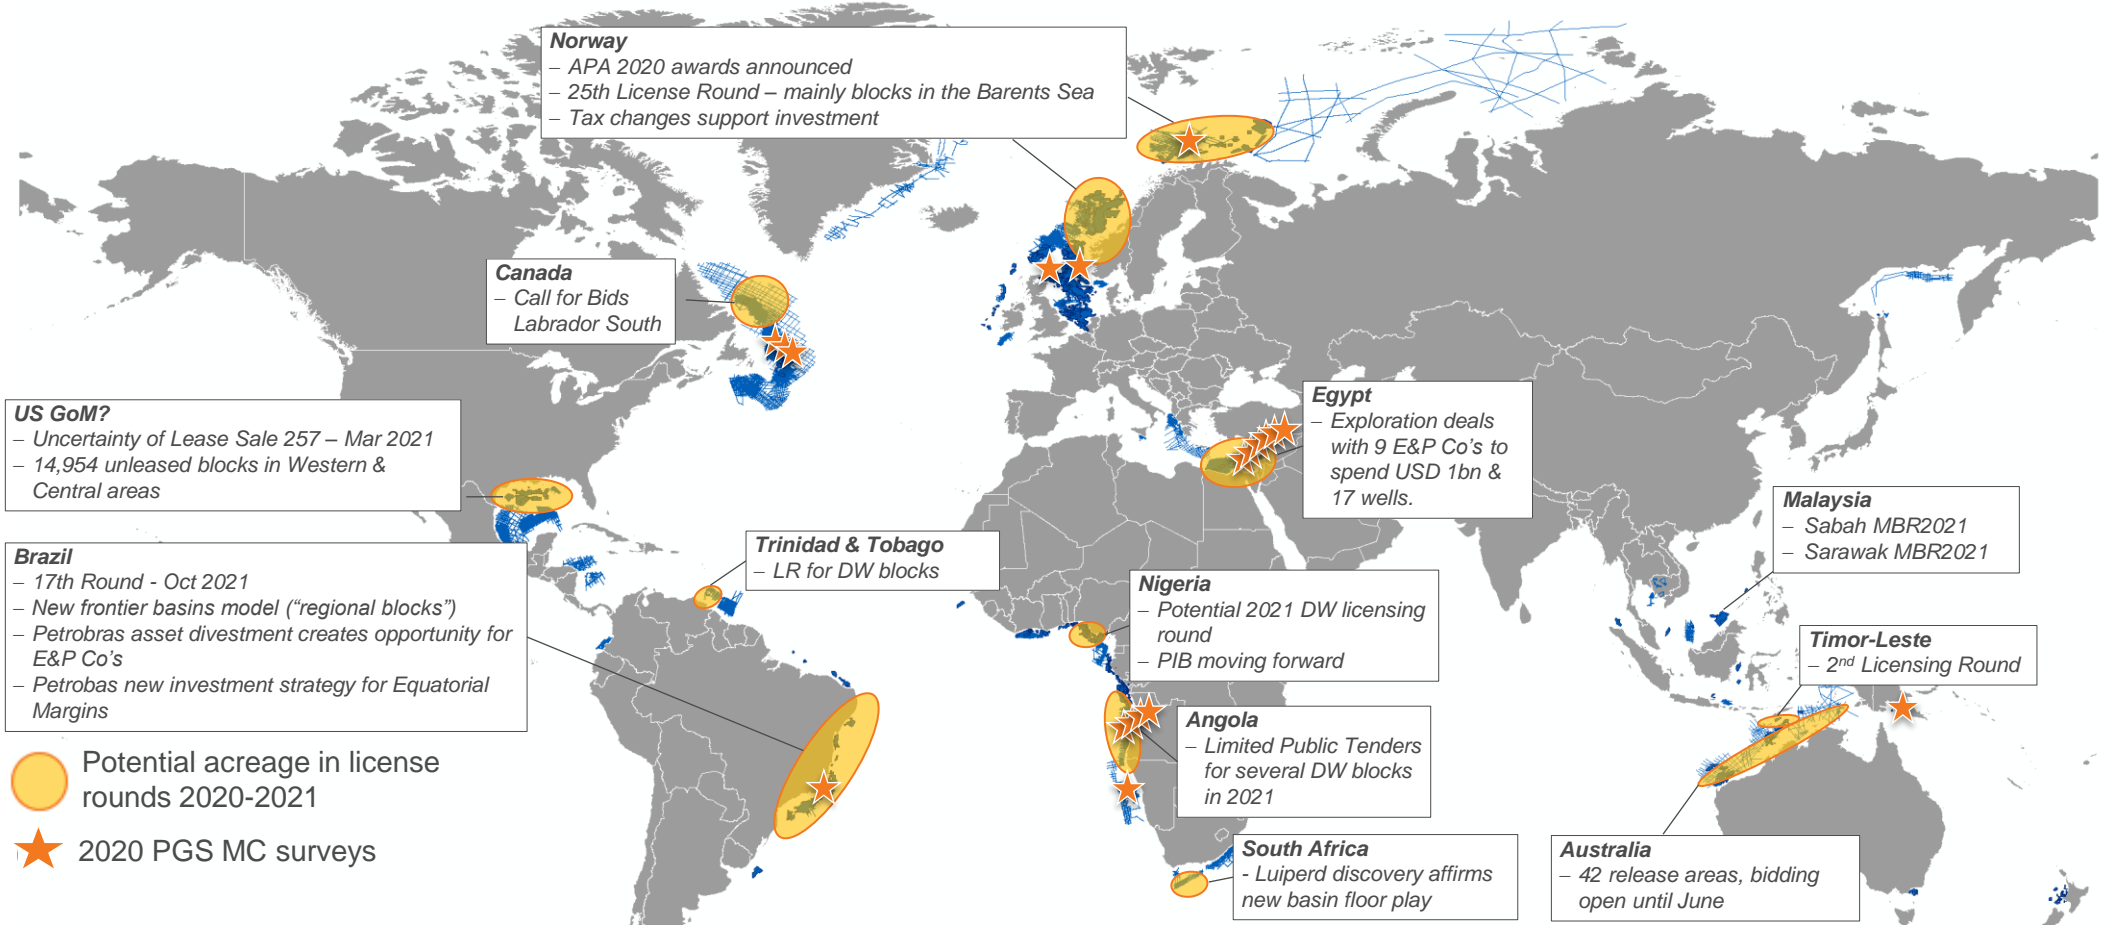 Norway
– APA 2020 awards announced
– 25th License Round – mainly blocks in the Barents Sea
– Tax changes support investment
Canada
– Call for Bids
Labrador South
US GoM?
– Uncertainty of Lease Sale 257 – Mar 2021
– 14,954 unleased blocks in Western &
Central areas
Egypt
– Exploration deals
with 9 E&P Co’s to
spend USD 1bn &
17 wells.
Malaysia
– Sabah MBR2021
– Sarawak MBR2021
Brazil
– 17th Round - Oct 2021
– New frontier basins model (“regional blocks”)
– Petrobras asset divestment creates opportunity for
E&P Co’s
– Petrobas new investment strategy for Equatorial
Margins
Trinidad & Tobago
– LR for DW blocks
Nigeria
– Potential 2021 DW licensing
round
– PIB moving forward
Timor-Leste
– 2nd Licensing Round
Angola
– Limited Public Tenders
for several DW blocks
in 2021
South Africa
- Luiperd discovery affirms
new basin floor play
Australia
– 42 release areas, bidding
open until June
Potential acreage in license
rounds 2020-2021
2020 PGS MC surveys